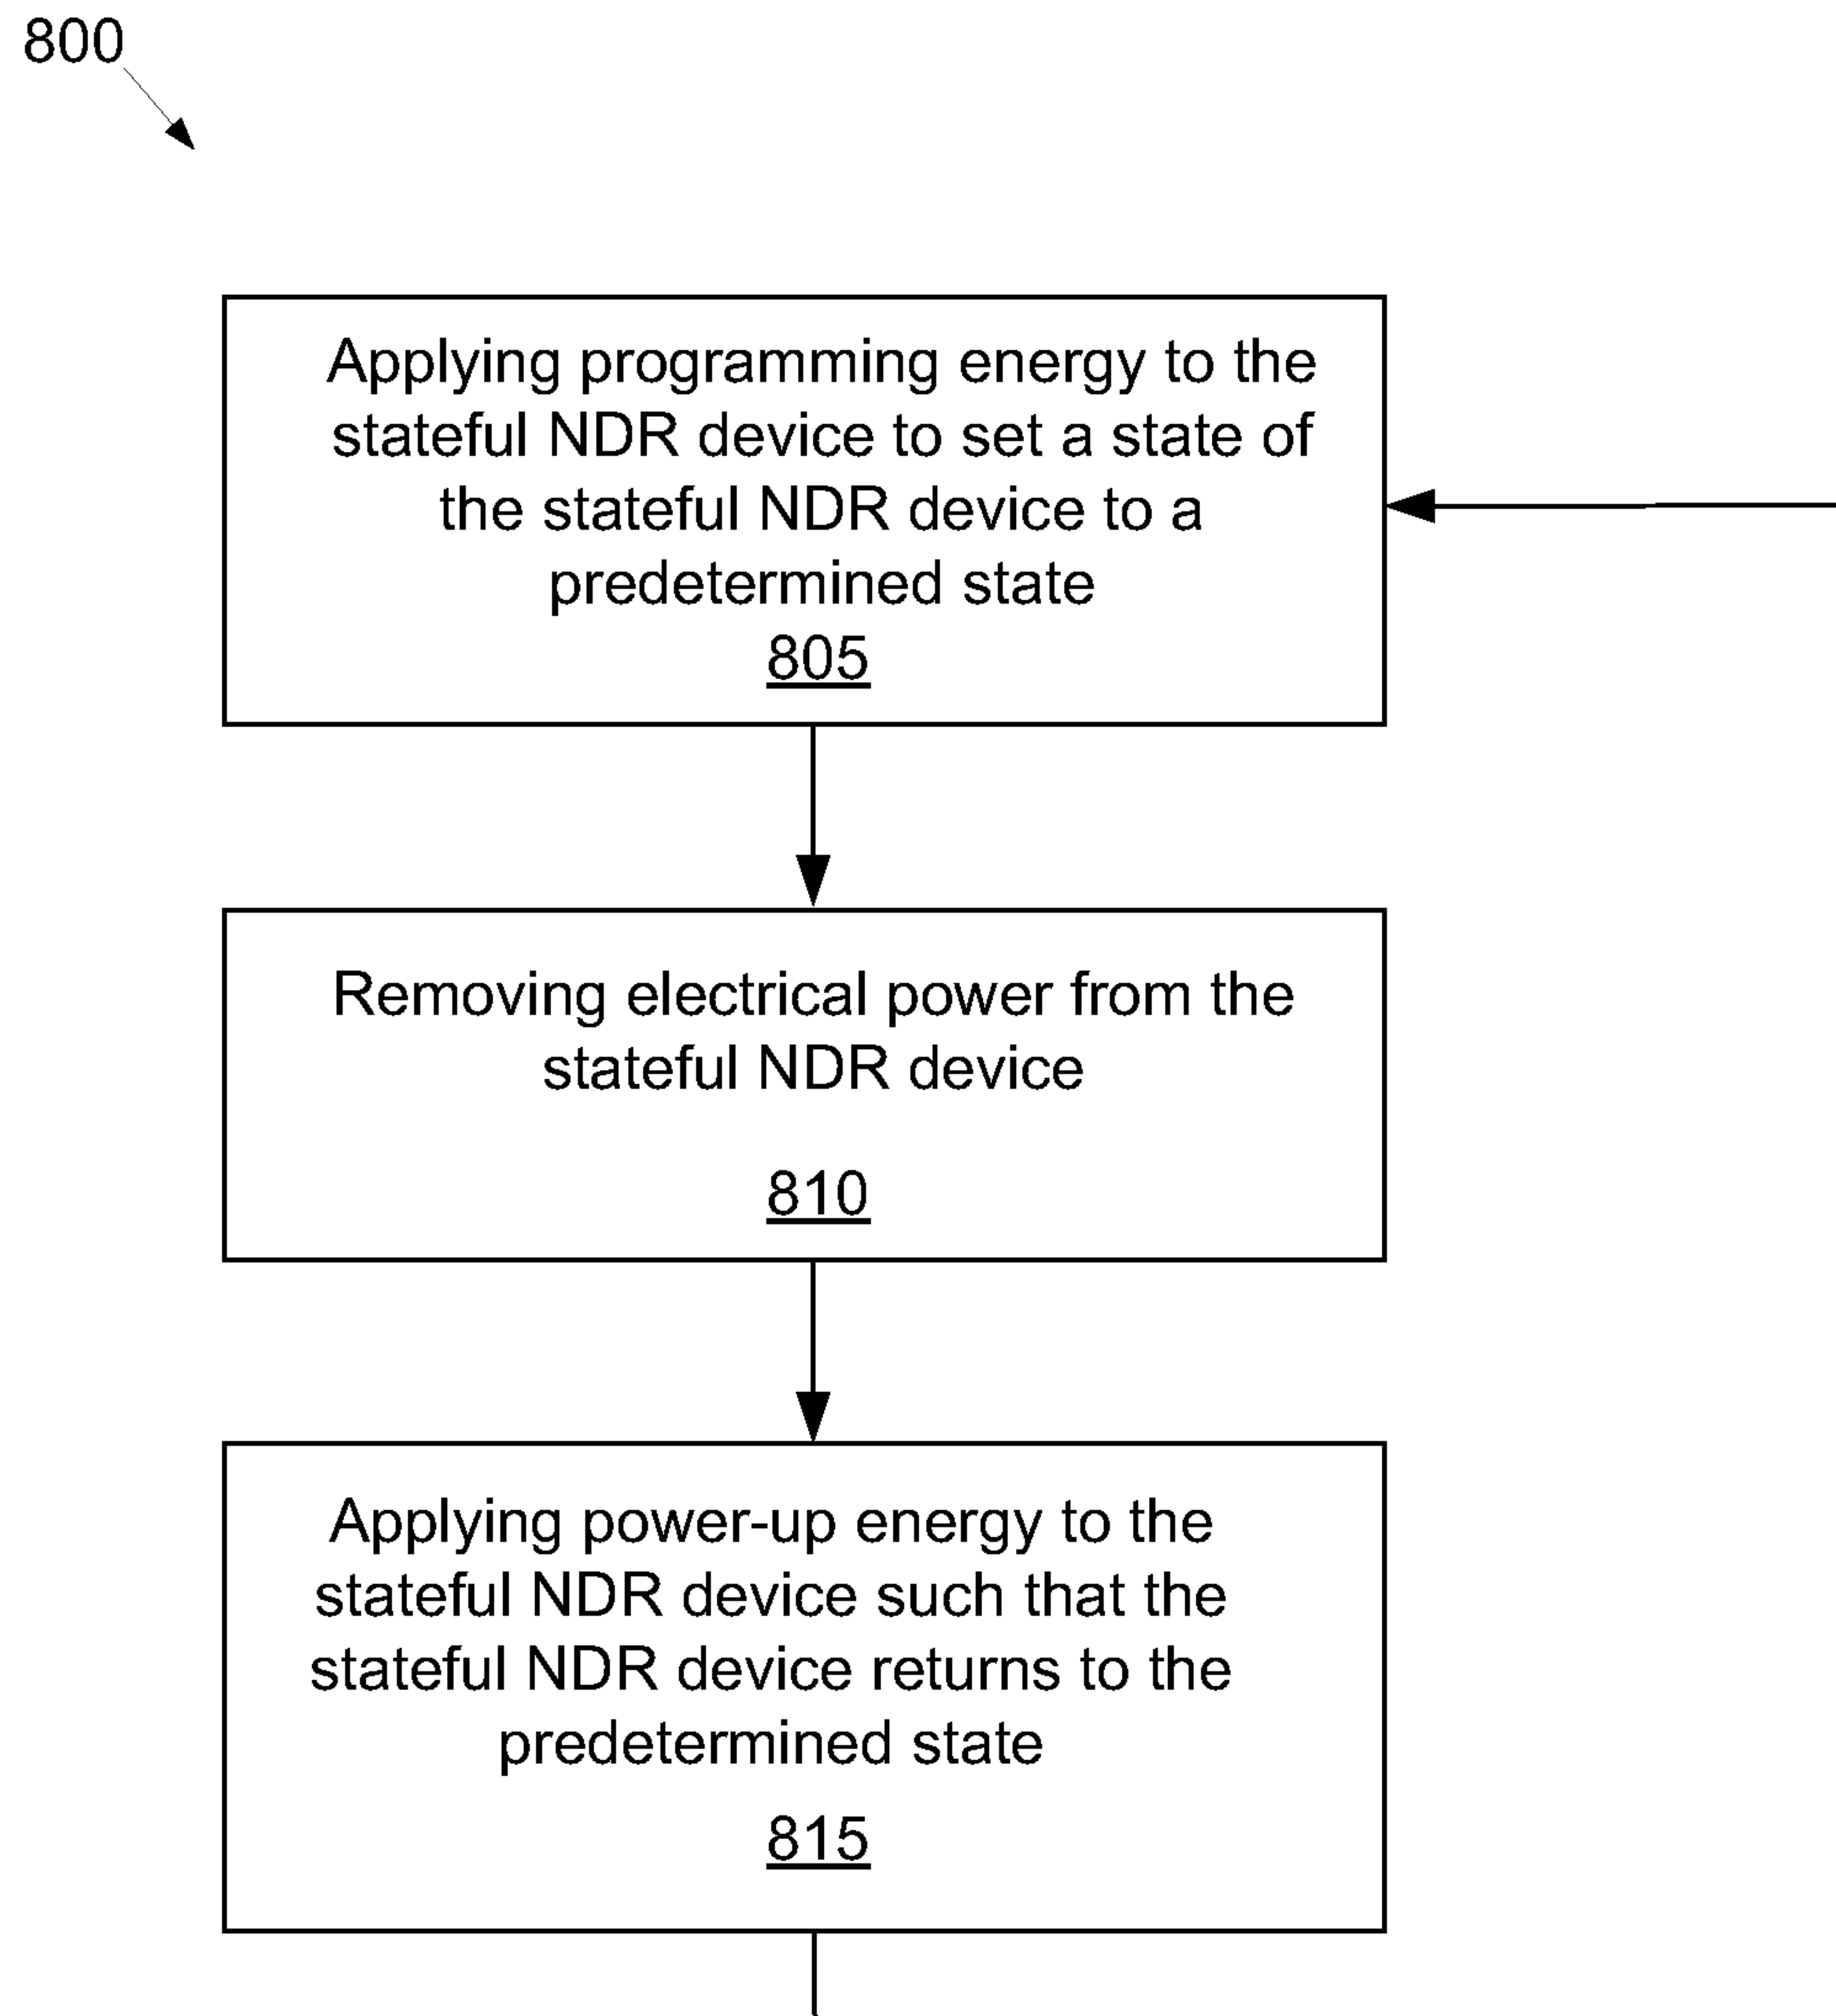 800
Applying programming energy to the
stateful NDR device to set a state of
the stateful NDR device to a
predetermined state
805
Removing electrical power from the
stateful NDR device
810
Applying power-up energy to the
stateful NDR device such that the
stateful NDR device returns to the
predetermined state
815